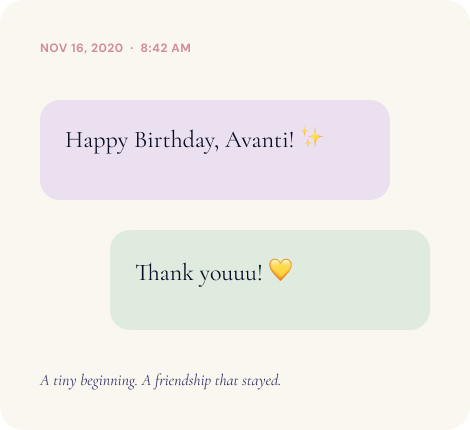 NOV 16, 2020 · 8:42 AM
Happy Birthday, Avanti! ✨
Thank youuu! 💛
A tiny beginning. A friendship that stayed.